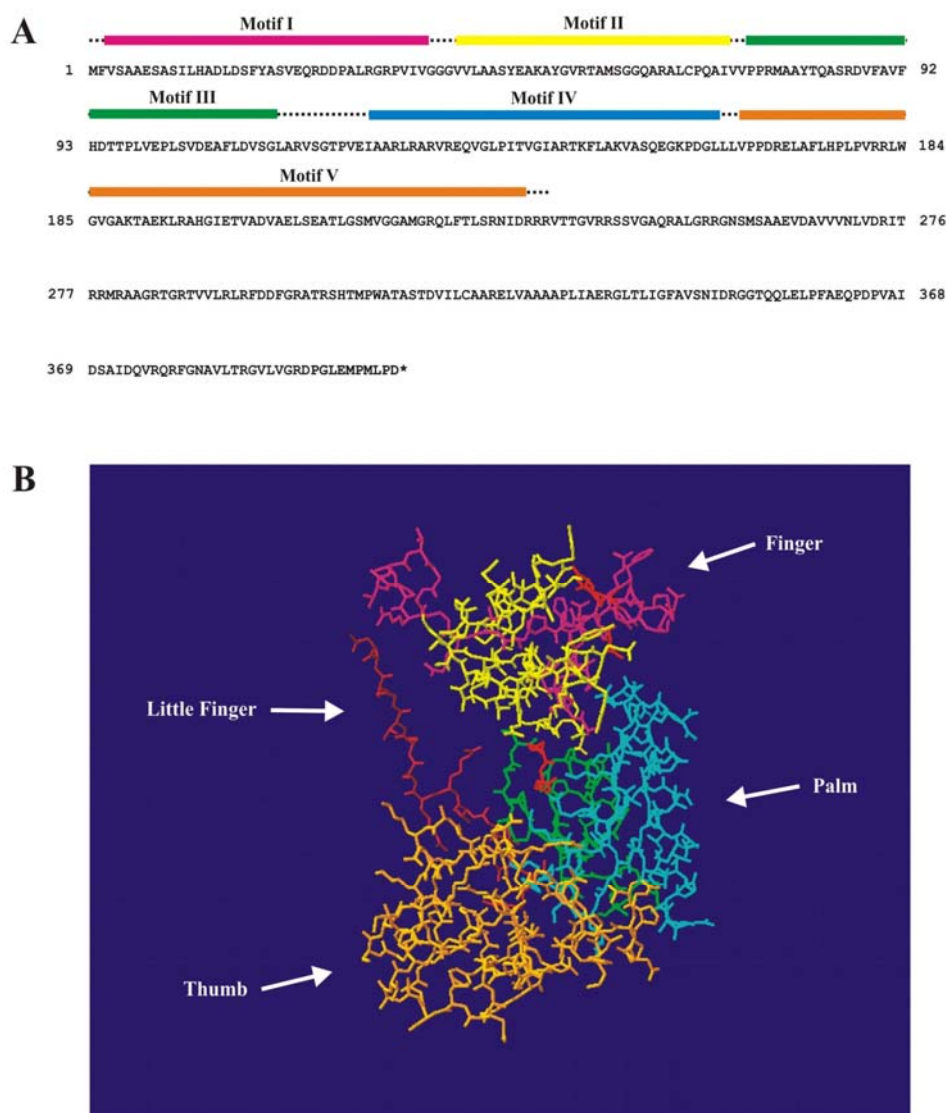 A
Motif I Motif II
1 MFVSAAESASILHADLDSFYASVEQRDDPALRGRPVIVGGGVVLAASYEAKAYGVRTAMSGGQARALCPQAIVVPPRMAAYTQASRDVFAVF 92
Motif III Motif IV
93 HDTTPLVEPLSVDEAFLDVSGLARVSGTPVEIAARLRARVREQVGLPITVGIARTKFLAKVASQEGKPDGLLLVPPDRELAFLHPLPVRRLW 184
Motif V
185 GVGAKTAEKLRAHGIETVADVAELSEATLGSMVGGAMGRQLFTLSRNIDRRRVTTGVRRSSVGAQRALGRRGNSMSAAEVDAVVVNLVDRIT 276
277 RRMRAAGRTGRTVVLRLRFDDFGRATRSHTMPWATASTDVILCAARELVAAAAPLIAERGLTLIGFAVSNIDRGGTQQLELPFAEQPDPVAI 368
369 DSAIDQVRQRFGNAVLTRGVLVGRDPGLEMPMLPD*
B
Finger
Little Finger
Palm
Thumb